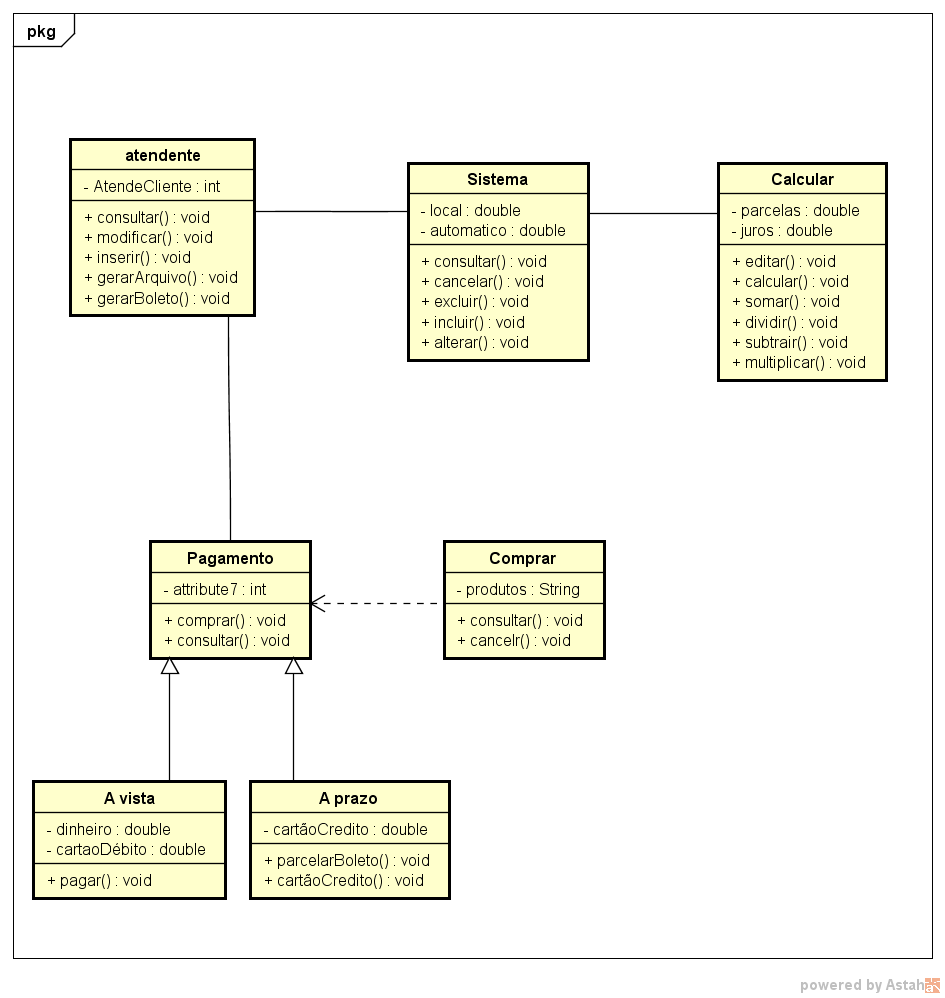 pkg
atendente
- AtendeCliente : int
+ consultar() : void
+ modificar() : void
+ inserir() : void
+ gerarArquivo() : void
+ gerarBoleto() : void
Sistema
- local : double
- automatico : double
+ consultar() : void
+ cancelar() : void
+ excluir() : void
+ incluir() : void
+ alterar() : void
Calcular
- parcelas : double
- juros : double
+ editar() : void
+ calcular() : void
+ somar() : void
+ dividir() : void
+ subtrair() : void
+ multiplicar() : void
Pagamento
- attribute7 : int
+ comprar() : void
+ consultar() : void
Comprar
- produtos : String
+ consultar() : void
+ cancelr() : void
A vista
- dinheiro : double
- cartaoDébito : double
+ pagar() : void
A prazo
- cartãoCredito : double
+ parcelarBoleto() : void
+ cartãoCredito() : void
powered by Astah